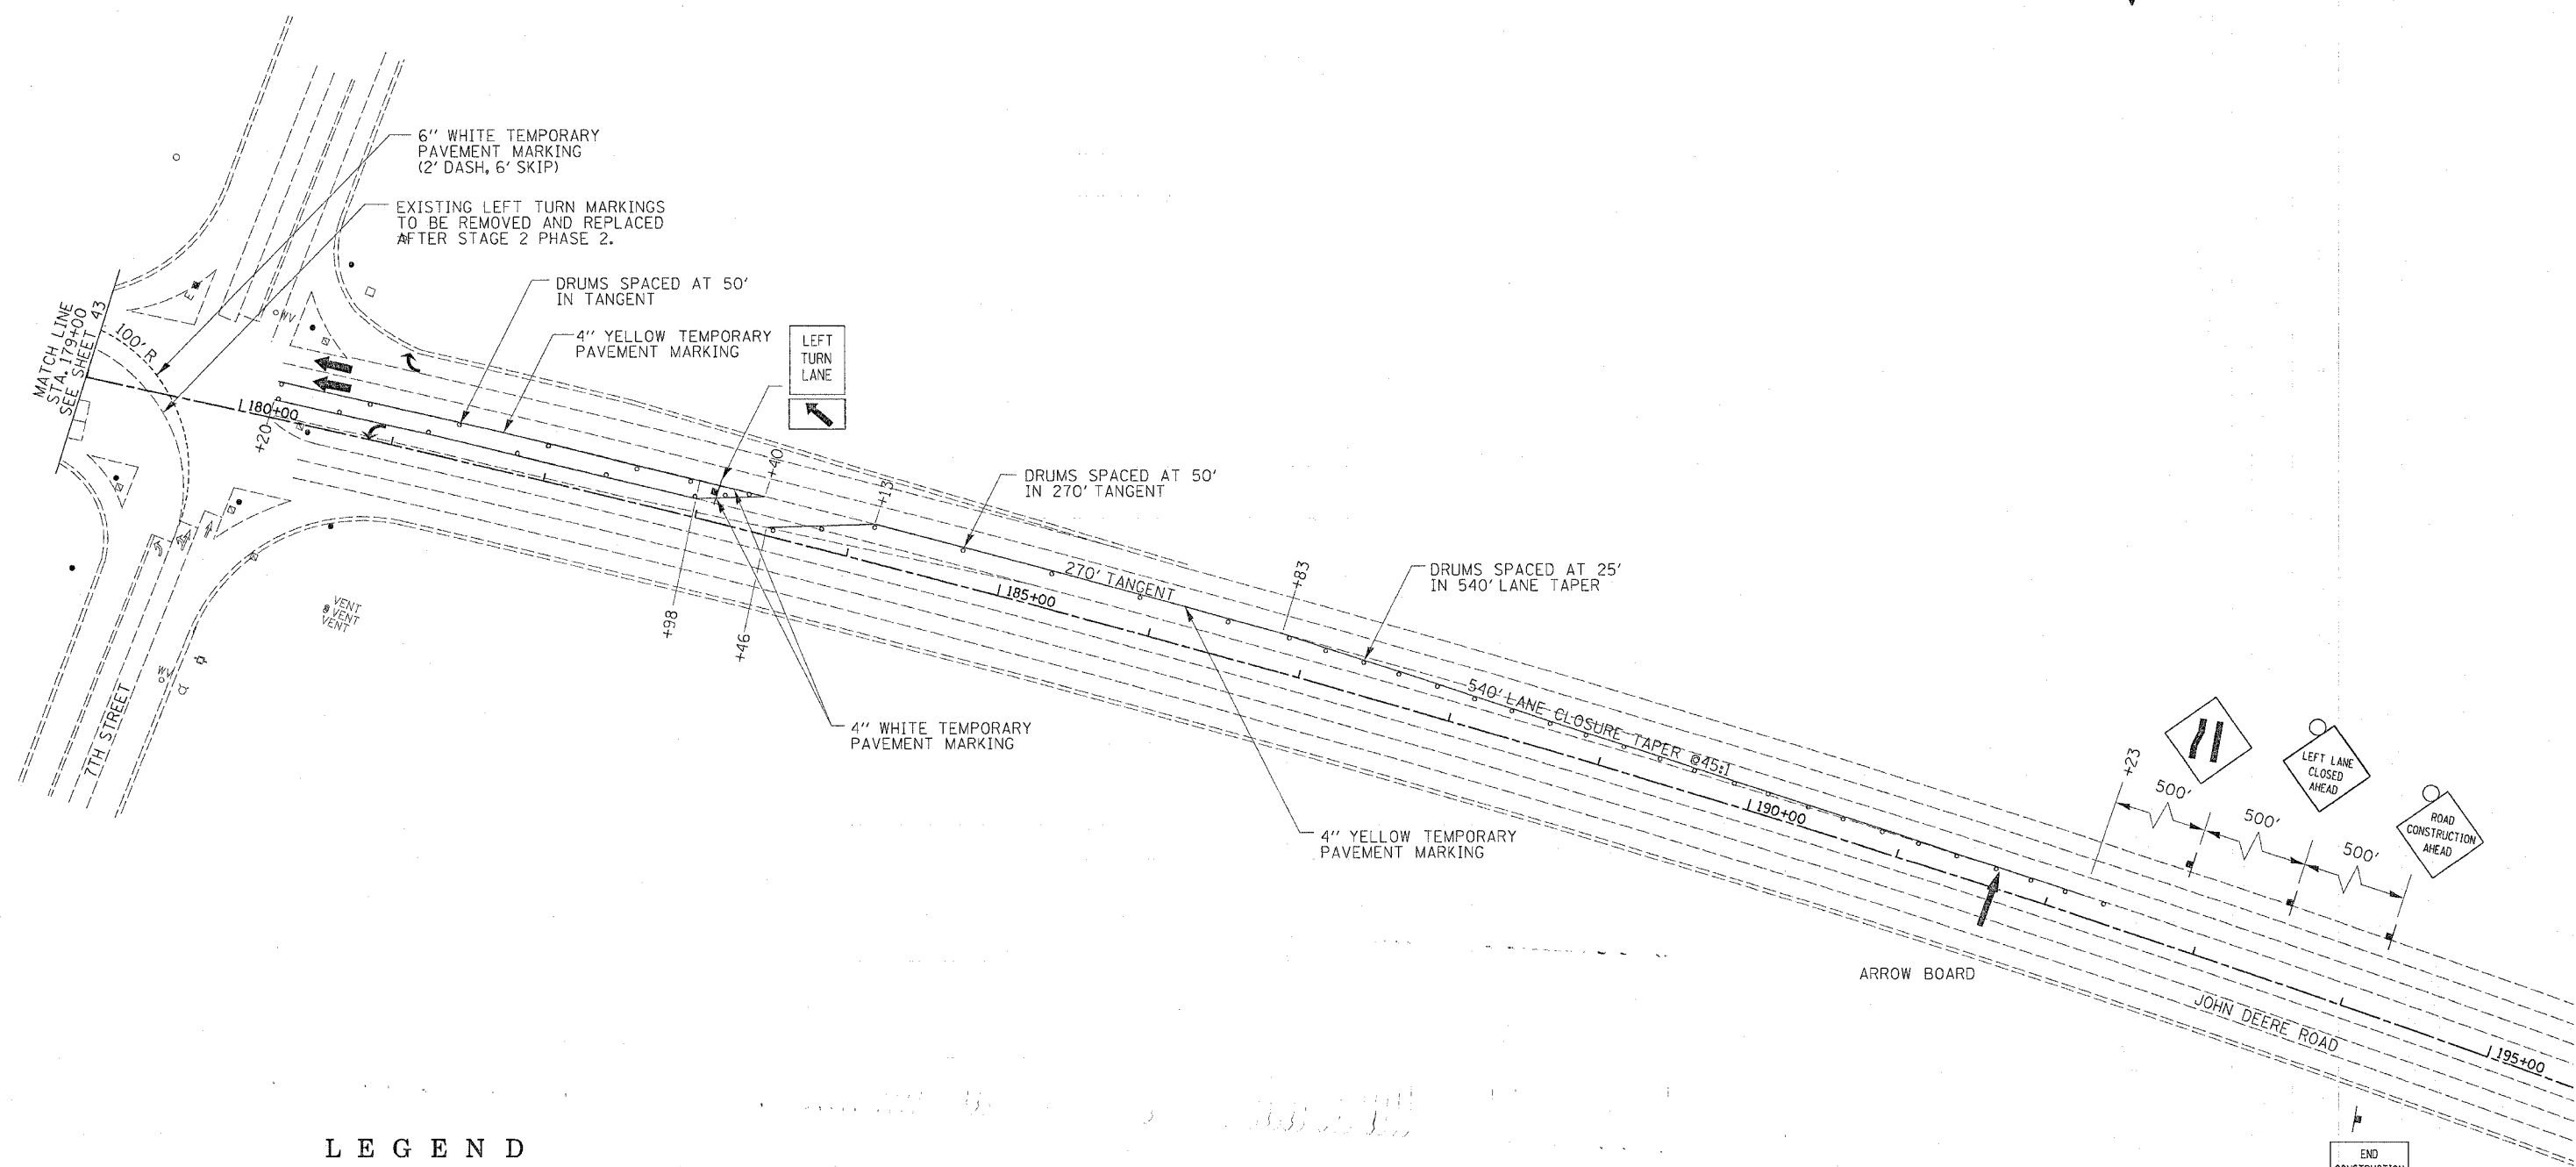 6" WHITE TEMPORARY
PAVEMENT MARKING
(2' DASH, 6' SKIP)
EXISTING LEFT TURN MARKINGS
TO BE REMOVED AND REPLACED
AFTER STAGE 2 PHASE 2.
DRUMS SPACED AT 50'
IN TANGENT
4" YELLOW TEMPORARY
PAVEMENT MARKING
LEFT
TURN
LANE
MATCH LINE
STA. 179+00
SEE SHEET 43
100' R
WV
180+00
+20
+40
+13
DRUMS SPACED AT 50'
IN 270' TANGENT
270' TANGENT
+83
DRUMS SPACED AT 25'
IN 540' LANE TAPER
185+00
+98
+46
VENT
VENT
VENT
WV
7TH STREET
4" WHITE TEMPORARY
PAVEMENT MARKING
540' LANE CLOSURE TAPER @45:1
190+00
4" YELLOW TEMPORARY
PAVEMENT MARKING
+23
500'
500'
500'
LEFT LANE
CLOSED
AHEAD
ROAD
CONSTRUCTION
AHEAD
ARROW BOARD
JOHN DEERE ROAD
195+00
LEGEND
END